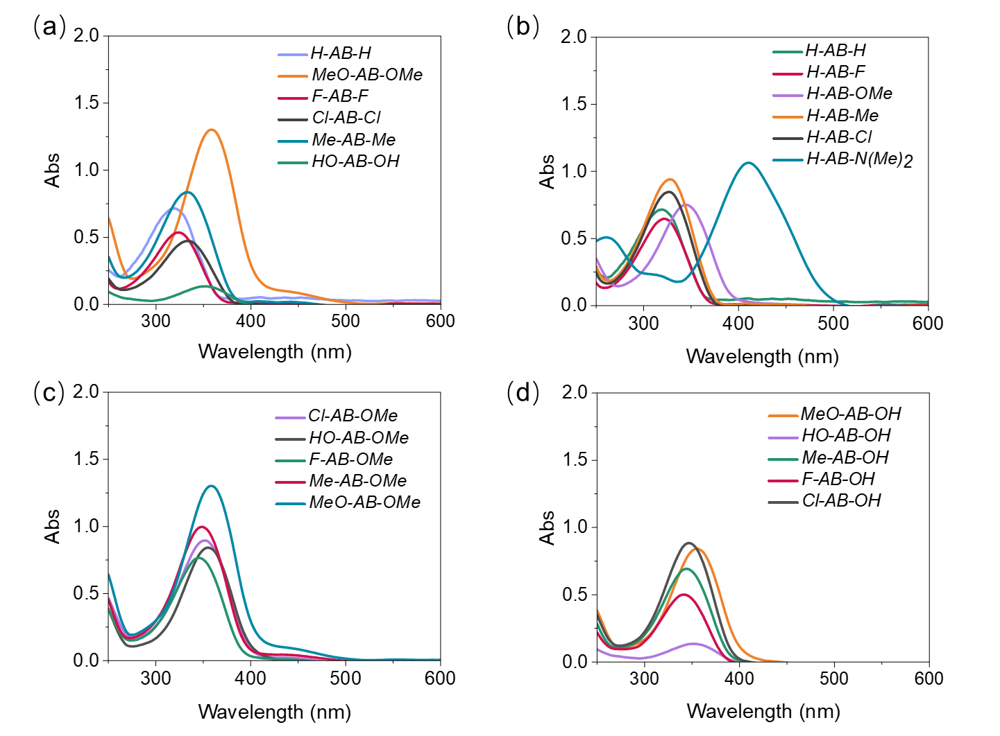 (a)
2.0
1.5
1.0
0.5
0.0
Abs
300
400
500
600
Wavelength (nm)
H-AB-H
MeO-AB-OMe
F-AB-F
Cl-AB-Cl
Me-AB-Me
HO-AB-OH
(b)
2.0
1.5
1.0
0.5
0.0
Abs
300
400
500
600
Wavelength (nm)
H-AB-H
H-AB-F
H-AB-OMe
H-AB-Me
H-AB-Cl
H-AB-N(Me)2
(c)
2.0
1.5
1.0
0.5
0.0
Abs
300
400
500
600
Wavelength (nm)
Cl-AB-OMe
HO-AB-OMe
F-AB-OMe
Me-AB-OMe
MeO-AB-OMe
(d)
2.0
1.5
1.0
0.5
0.0
Abs
300
400
500
600
Wavelength (nm)
MeO-AB-OH
HO-AB-OH
Me-AB-OH
F-AB-OH
Cl-AB-OH